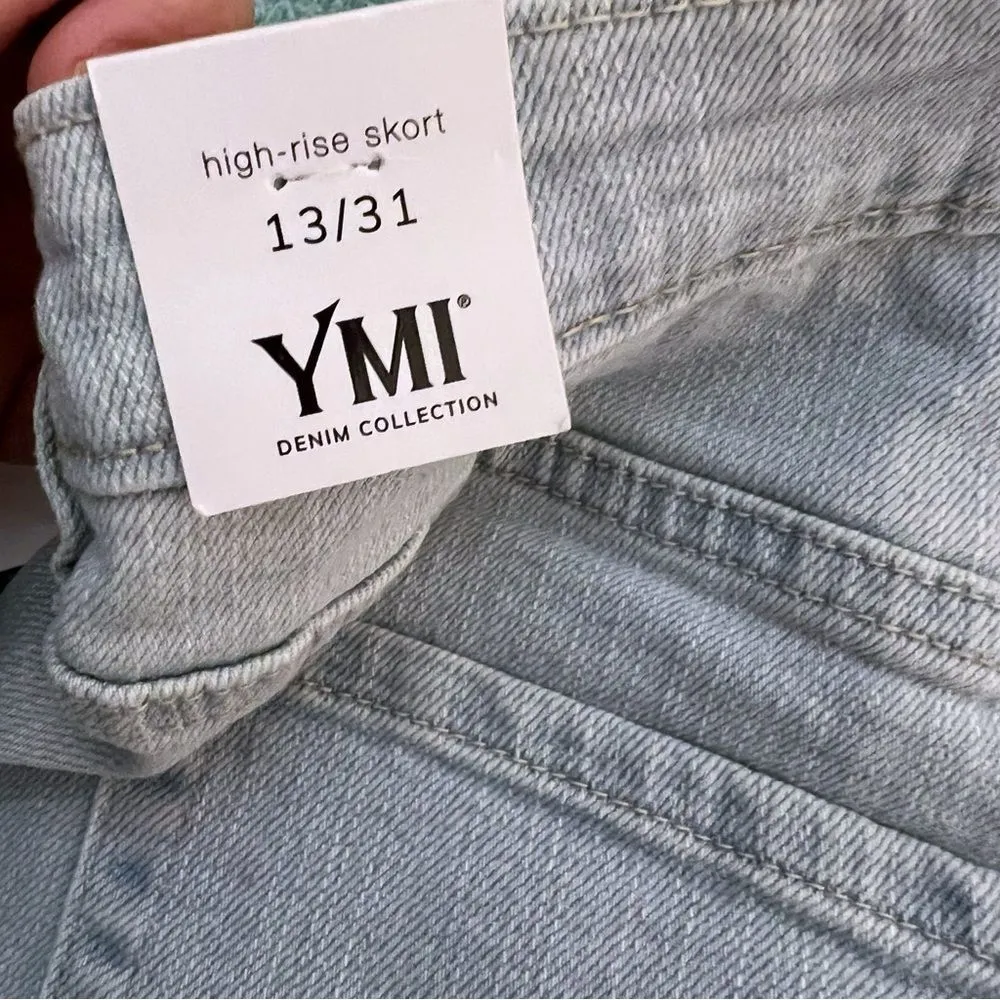 high-rise skort
13/31
YMI®
DENIM COLLECTION